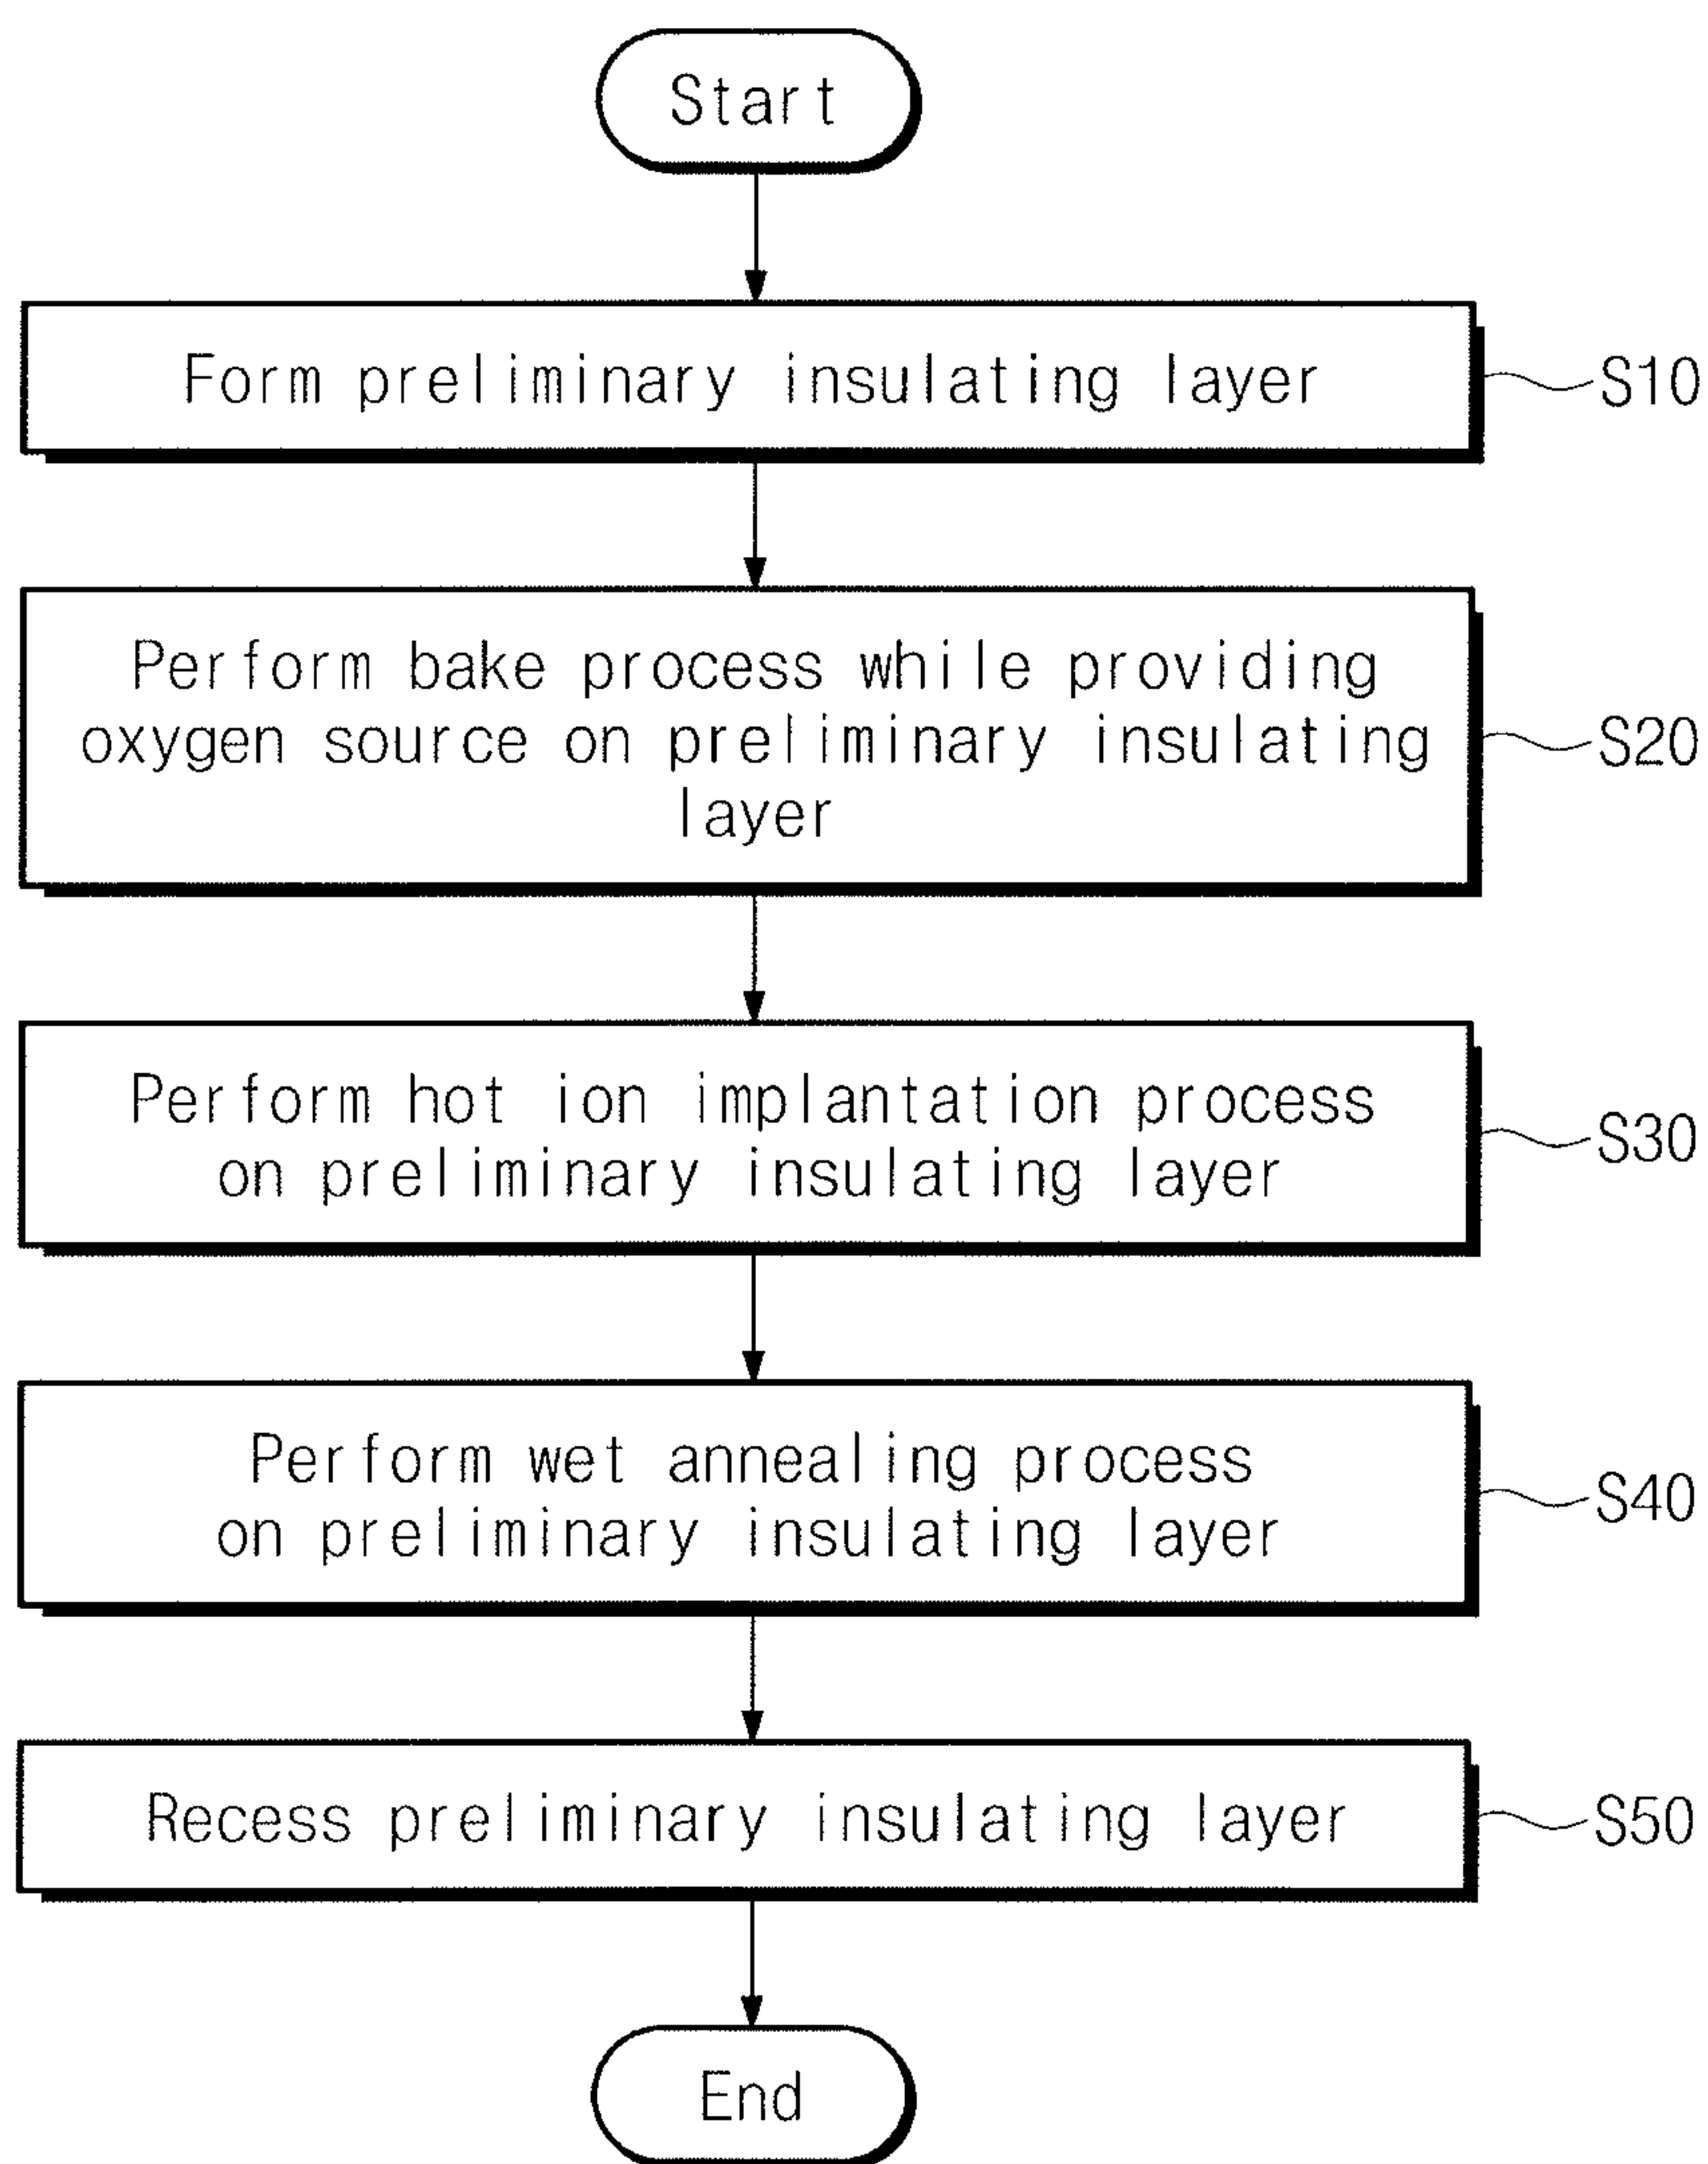 Start
Form preliminary insulating layer
S10
Perform bake process while providing
oxygen source on preliminary insulating
layer
S20
Perform hot ion implantation process
on preliminary insulating layer
S30
Perform wet annealing process
on preliminary insulating layer
S40
Recess preliminary insulating layer
S50
End